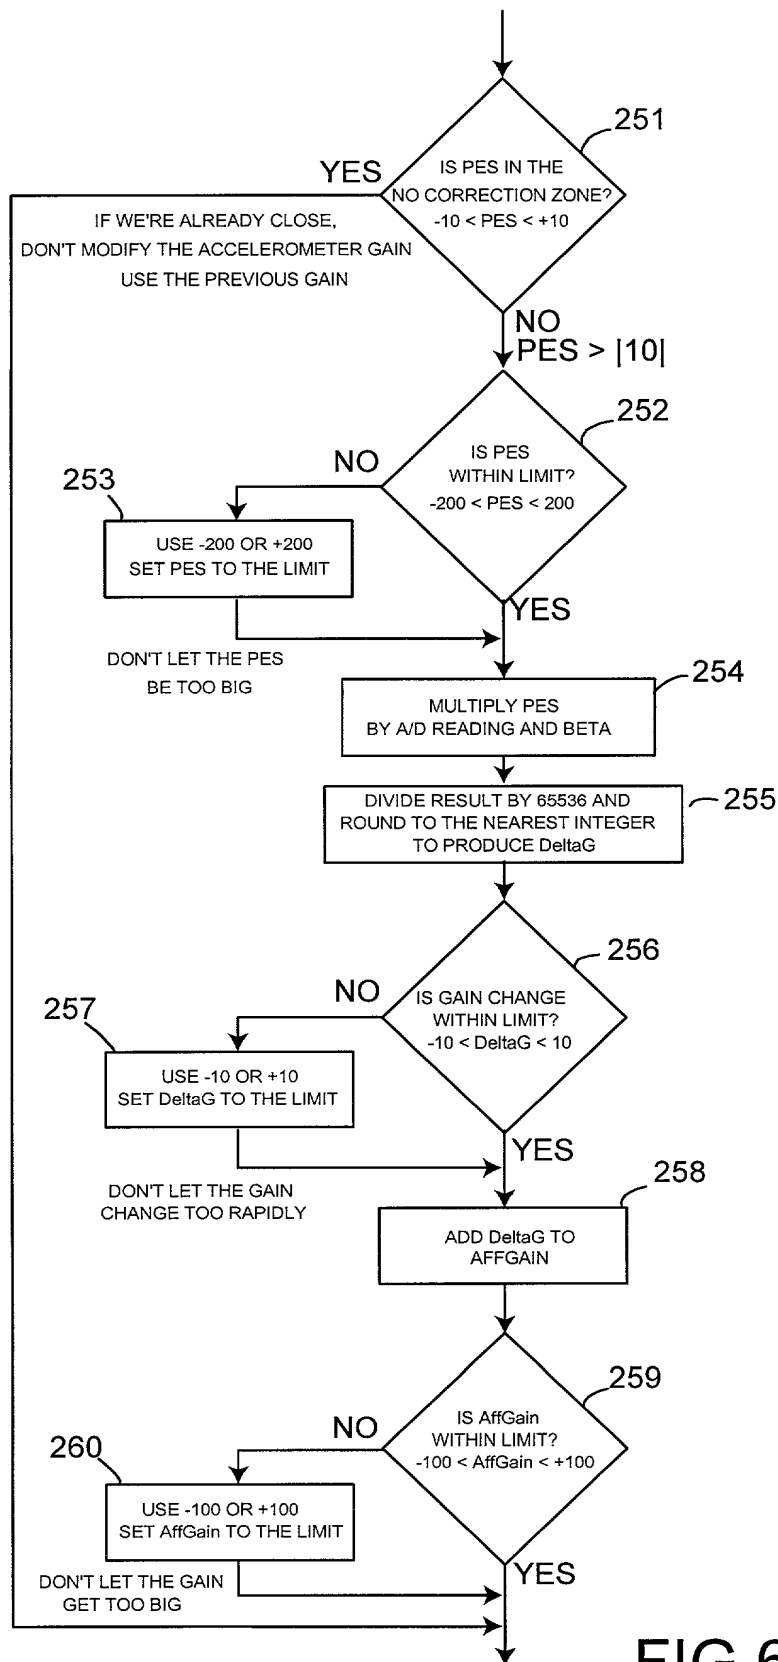 251
YES
IS PES IN THE
NO CORRECTION ZONE?
-10 < PES < +10
IF WE'RE ALREADY CLOSE,
DON'T MODIFY THE ACCELEROMETER GAIN
USE THE PREVIOUS GAIN
NO
PES > |10|
252
NO
IS PES
WITHIN LIMIT?
-200 < PES < 200
253
USE -200 OR +200
SET PES TO THE LIMIT
YES
DON'T LET THE PES
BE TOO BIG
254
MULTIPLY PES
BY A/D READING AND BETA
255
DIVIDE RESULT BY 65536 AND
ROUND TO THE NEAREST INTEGER
TO PRODUCE DeltaG
256
NO
IS GAIN CHANGE
WITHIN LIMIT?
-10 < DeltaG < 10
257
USE -10 OR +10
SET DeltaG TO THE LIMIT
YES
DON'T LET THE GAIN
CHANGE TOO RAPIDLY
258
ADD DeltaG TO
AFFGAIN
259
NO
IS AffGain
WITHIN LIMIT?
-100 < AffGain < +100
260
USE -100 OR +100
SET AffGain TO THE LIMIT
YES
DON'T LET THE GAIN
GET TOO BIG
FIG 6